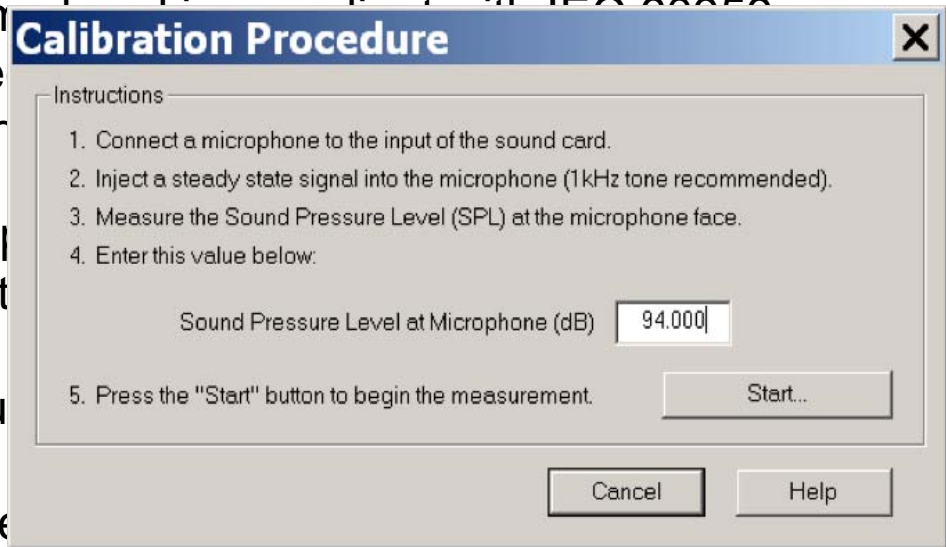 Calibration Procedure
Instructions
1. Connect a microphone to the input of the sound card.
2. Inject a steady state signal into the microphone (1kHz tone recommended).
3. Measure the Sound Pressure Level (SPL) at the microphone face.
4. Enter this value below:
Sound Pressure Level at Microphone (dB) 94.000
5. Press the "Start" button to begin the measurement. Start...
Cancel Help